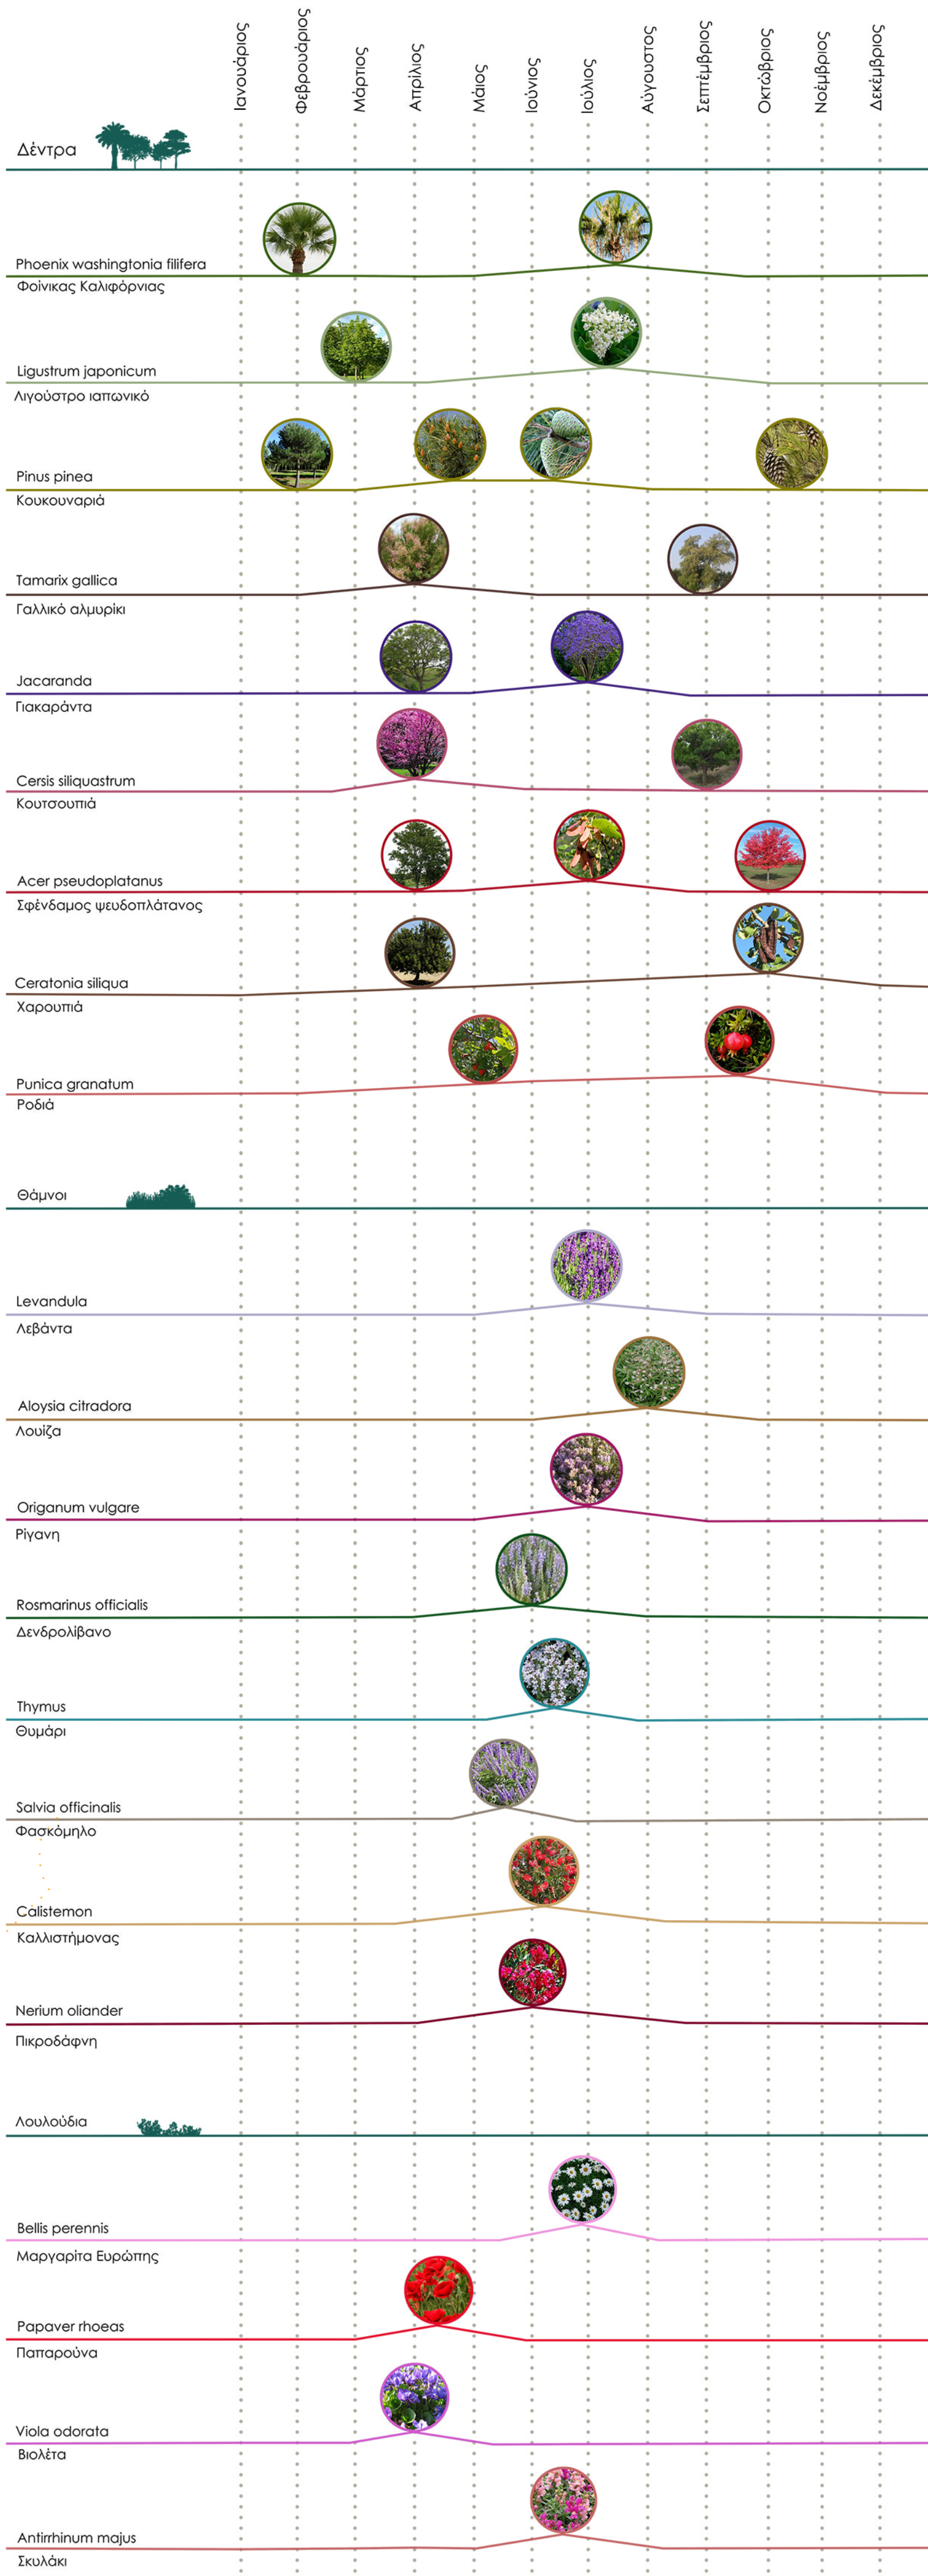 Ιανουάριος
Φεβρουάριος
Μάρτιος
Απρίλιος
Μάιος
Ιούνιος
Ιούλιος
Αύγουστος
Σεπτέμβριος
Οκτώβριος
Νοέμβριος
Δεκέμβριος
Δέντρα
Phoenix washingtonia filifera
Φοίνικας Καλιφόρνιας
Ligustrum japonicum
Λιγούστρο ιαπωνικό
Pinus pinea
Κουκουναριά
Tamarix gallica
Γαλλικό αλμυρίκι
Jacaranda
Γιακαράντα
Cersis siliquastrum
Κουτσουπιά
Acer pseudoplatanus
Σφένδαμος ψευδοπλάτανος
Ceratonia siliqua
Χαρουπιά
Punica granatum
Ροδιά
Θάμνοι
Levandula
Λεβάντα
Aloysia citradora
Λουίζα
Origanum vulgare
Ρίγανη
Rosmarinus officialis
Δενδρολίβανο
Thymus
Θυμάρι
Salvia officinalis
Φασκόμηλο
Calistemon
Καλλιστήμονας
Nerium oliander
Πικροδάφνη
Λουλούδια
Bellis perennis
Μαργαρίτα Ευρώπης
Papaver rhoeas
Παπαρούνα
Viola odorata
Βιολέτα
Antirrhinum majus
Σκυλάκι